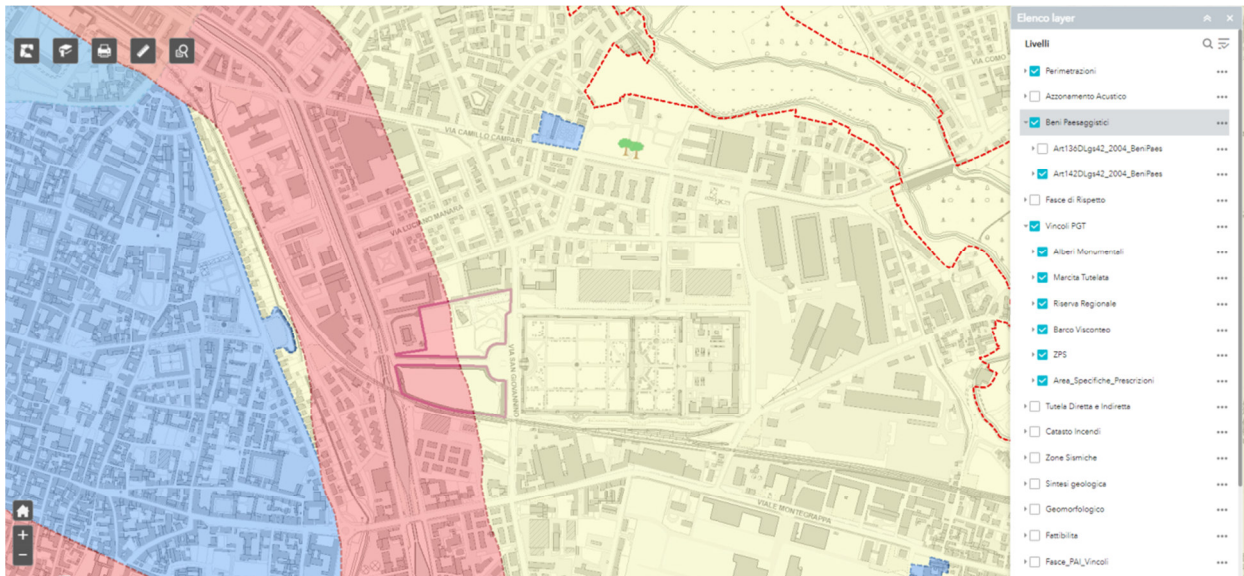 Elenco layer
Livelli
Perimetrazioni
Azzonamento Acustico
Beni Paesaggistici
Art136DLgs42_2004_BeniPaes
Art142DLgs42_2004_BeniPaes
Fasce di Rispetto
Vincoli PGT
Alberi Monumentali
Marcita Tutelata
Riserva Regionale
Barco Visconteo
ZPS
Area_Specifiche_Prescrizioni
Tutela Diretta e Indiretta
Catasto Incendi
Zone Sismiche
Sintesi geologica
Geomorfologico
Fattibilita
Fasce_PAI_Vincoli
VIA COMO
VIA CAMILLO CAMPARI
VIA LUCIANO MANARA
VIA SAN GIOVANNINO
VIALE MONTEGRAPPA